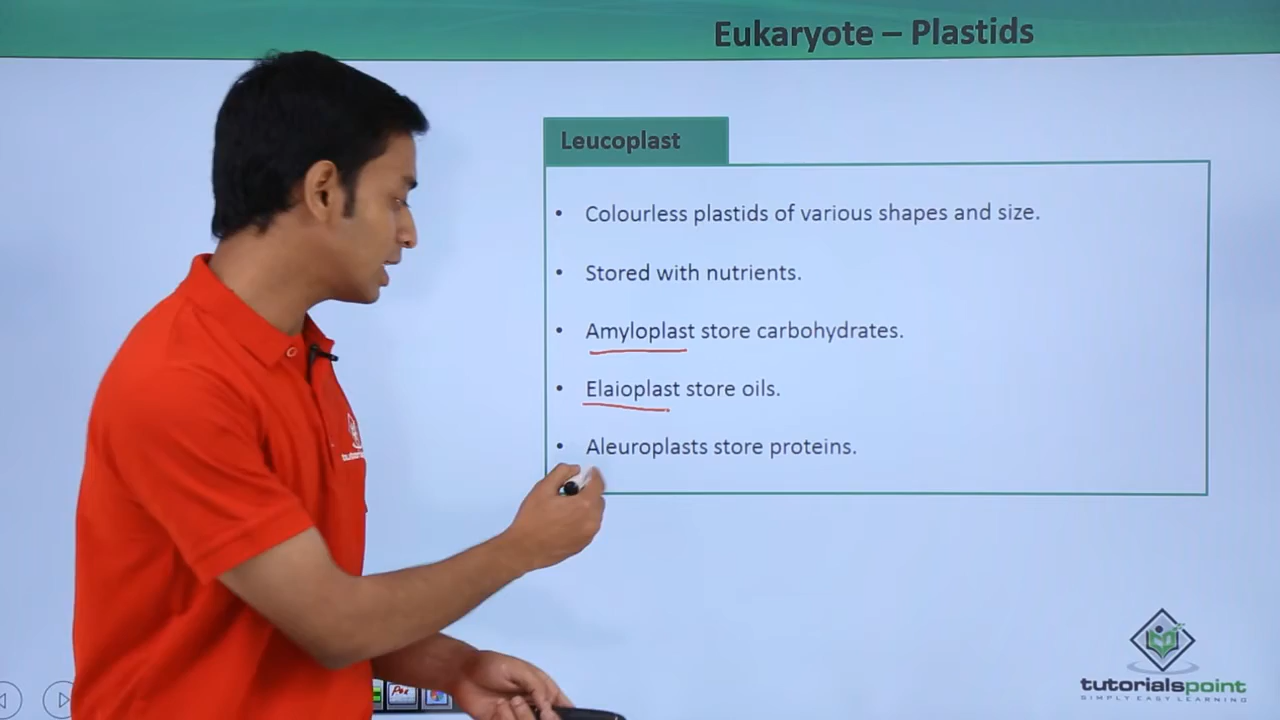 Eukaryote – Plastids
Leucoplast
• Colourless plastids of various shapes and size.
• Stored with nutrients.
• Amyloplast store carbohydrates.
• Elaioplast store oils.
• Aleuroplasts store proteins.
tutorialspoint
SIMPLY EASY LEARNING